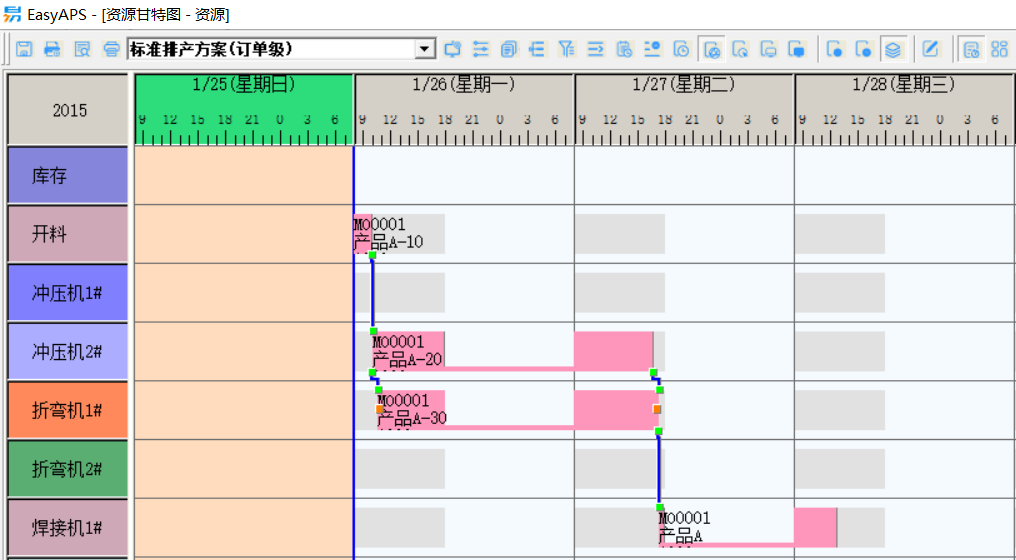 EasyAPS - [资源甘特图 - 资源]
标准排产方案(订单级)
2015
1/25(星期日) 1/26(星期一) 1/27(星期二) 1/28(星期三)
9 12 15 18 21 0 3 6 9 12 15 18 21 0 3 6 9 12 15 18 21 0 3 6 9 12 15 18 21 0 3 6
库存
开料
M00001
产品A-10
冲压机1#
冲压机2#
M00001
产品A-20
折弯机1#
M00001
产品A-30
折弯机2#
焊接机1#
M00001
产品A